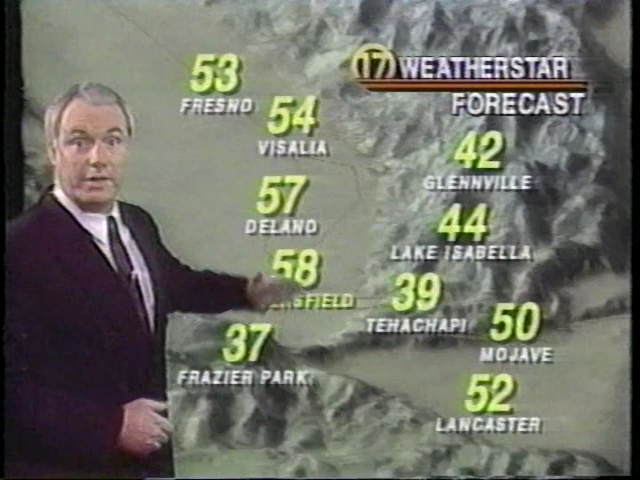 17 WEATHERSTAR
FORECAST
53
FRESNO
54
VISALIA
42
GLENNVILLE
57
DELANO
44
LAKE ISABELLA
58
RSFIELD
39
TEHACHAPI
50
MOJAVE
37
FRAZIER PARK
52
LANCASTER